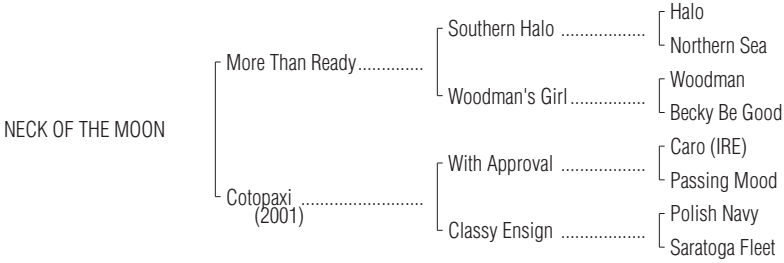 Halo
Southern Halo ...................
Northern Sea
More Than Ready..............
Woodman
Woodman's Girl.................
Becky Be Good
NECK OF THE MOON
Caro (IRE)
With Approval ...................
Passing Mood
Cotopaxi ...........................
(2001)
Polish Navy
Classy Ensign ...................
Saratoga Fleet